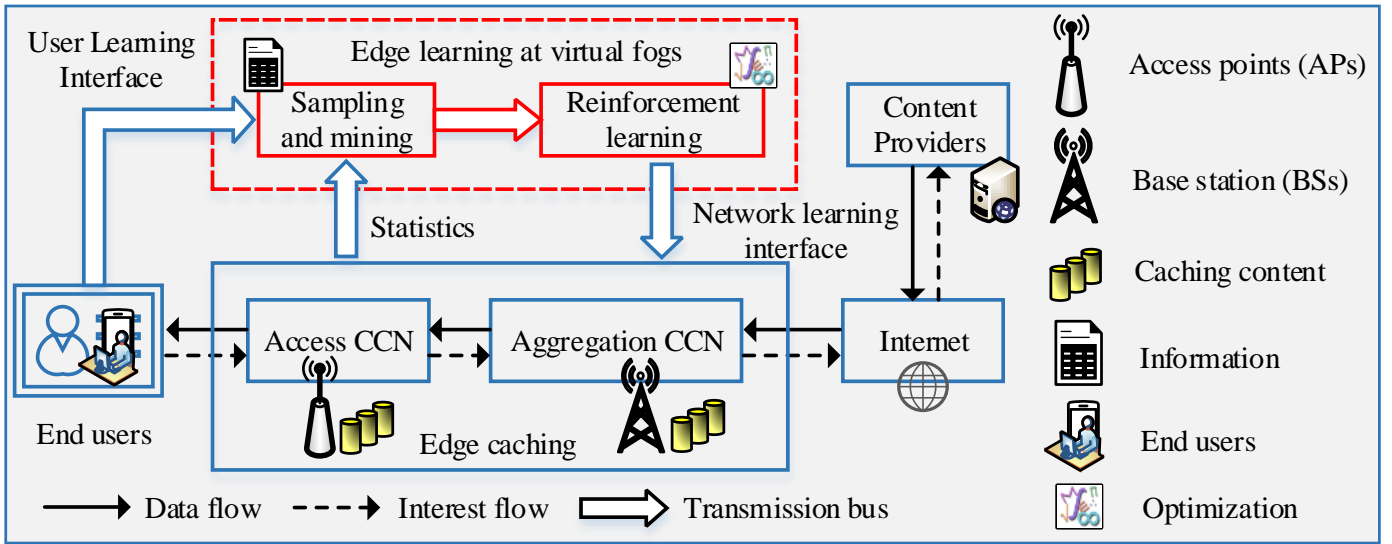 User Learning
Interface
Edge learning at virtual fogs
Sampling
and mining
Reinforcement
learning
Content
Providers
Statistics
Network learning
interface
Access CCN
Aggregation CCN
Internet
End users
Edge caching
Data flow
Interest flow
Transmission bus
Access points (APs)
Base station (BSs)
Caching content
Information
End users
Optimization